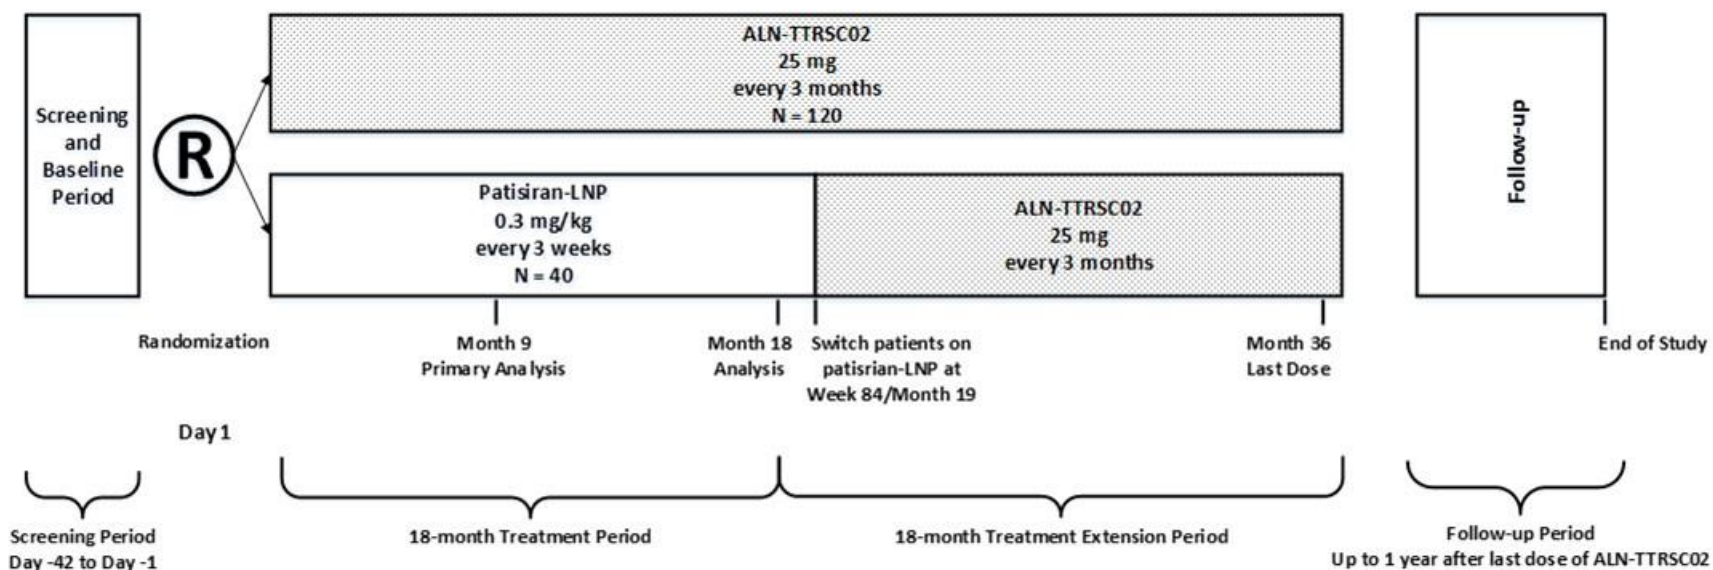 Screening
and
Baseline
Period
R
ALN-TTRSC02
25 mg
every 3 months
N = 120
Patisiran-LNP
0.3 mg/kg
every 3 weeks
N = 40
ALN-TTRSC02
25 mg
every 3 months
Follow-up
Randomization
Month 9
Primary Analysis
Month 18
Analysis
Switch patients on
patisrian-LNP at
Week 84/Month 19
Month 36
Last Dose
End of Study
Day 1
Screening Period
Day -42 to Day -1
18-month Treatment Period
18-month Treatment Extension Period
Follow-up Period
Up to 1 year after last dose of ALN-TTRSC02